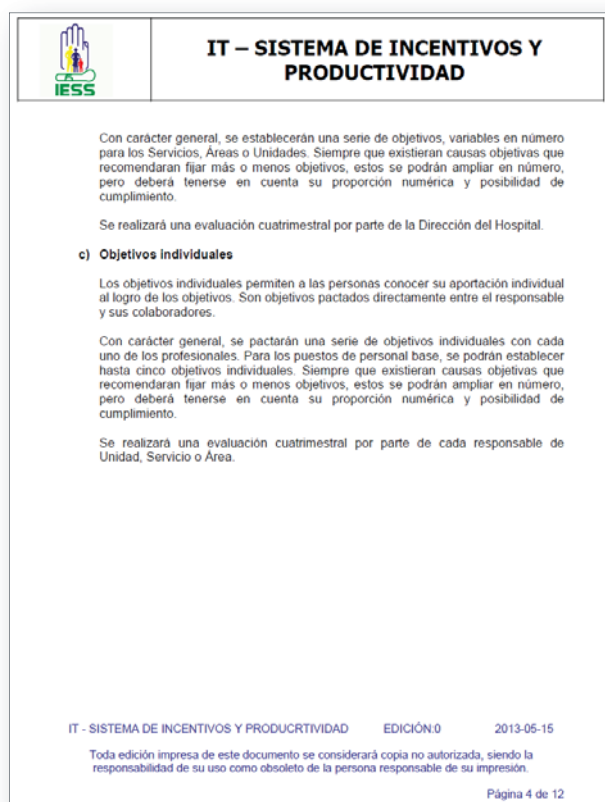 IESS
IT – SISTEMA DE INCENTIVOS Y
PRODUCTIVIDAD
Con carácter general, se establecerán una serie de objetivos, variables en número
para los Servicios, Áreas o Unidades. Siempre que existieran causas objetivas que
recomendaran fijar más o menos objetivos, estos se podrán ampliar en número,
pero deberá tenerse en cuenta su proporción numérica y posibilidad de
cumplimiento.
Se realizará una evaluación cuatrimestral por parte de la Dirección del Hospital.
c) Objetivos individuales
Los objetivos individuales permiten a las personas conocer su aportación individual
al logro de los objetivos. Son objetivos pactados directamente entre el responsable
y sus colaboradores.
Con carácter general, se pactarán una serie de objetivos individuales con cada
uno de los profesionales. Para los puestos de personal base, se podrán establecer
hasta cinco objetivos individuales. Siempre que existieran causas objetivas que
recomendaran fijar más o menos objetivos, estos se podrán ampliar en número,
pero deberá tenerse en cuenta su proporción numérica y posibilidad de
cumplimiento.
Se realizará una evaluación cuatrimestral por parte de cada responsable de
Unidad, Servicio o Área.
IT - SISTEMA DE INCENTIVOS Y PRODUCRTIVIDAD EDICIÓN:0 2013-05-15
Toda edición impresa de este documento se considerará copia no autorizada, siendo la
responsabilidad de su uso como obsoleto de la persona responsable de su impresión.
Página 4 de 12